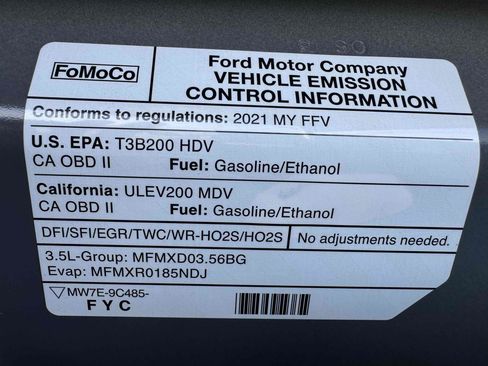 FoMoCo
Ford Motor Company
VEHICLE EMISSION
CONTROL INFORMATION
Conforms to regulations: 2021 MY FFV
U.S. EPA: T3B200 HDV
CA OBD II Fuel: Gasoline/Ethanol
California: ULEV200 MDV
CA OBD II Fuel: Gasoline/Ethanol
DFI/SFI/EGR/TWC/WR-HO2S/HO2S No adjustments needed.
3.5L-Group: MFMXD03.56BG
Evap: MFMXR0185NDJ
MW7E-9C485-
FYC